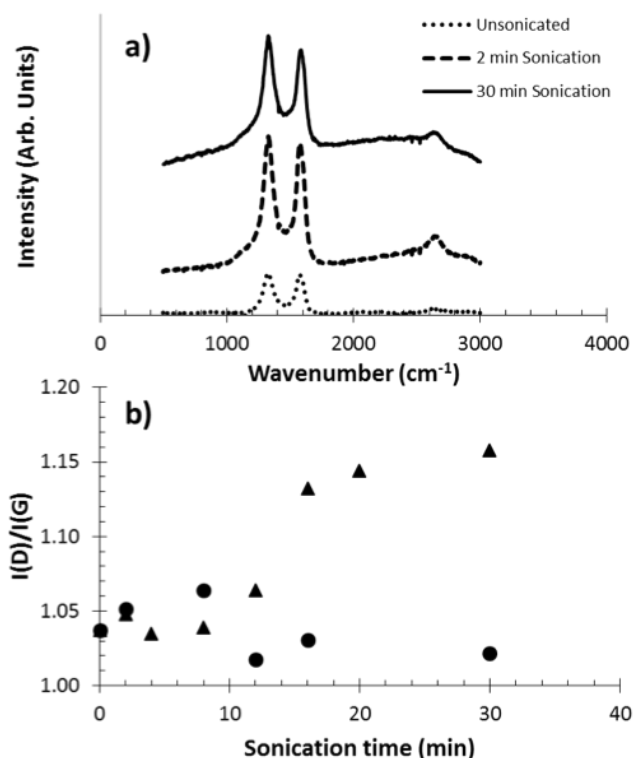 a)
Unsonicated
2 min Sonication
30 min Sonication
Intensity (Arb. Units)
0 1000 2000 3000 4000
Wavenumber (cm⁻¹)
b)
1.20
1.15
1.10
1.05
1.00
I(D)/I(G)
0 10 20 30 40
Sonication time (min)